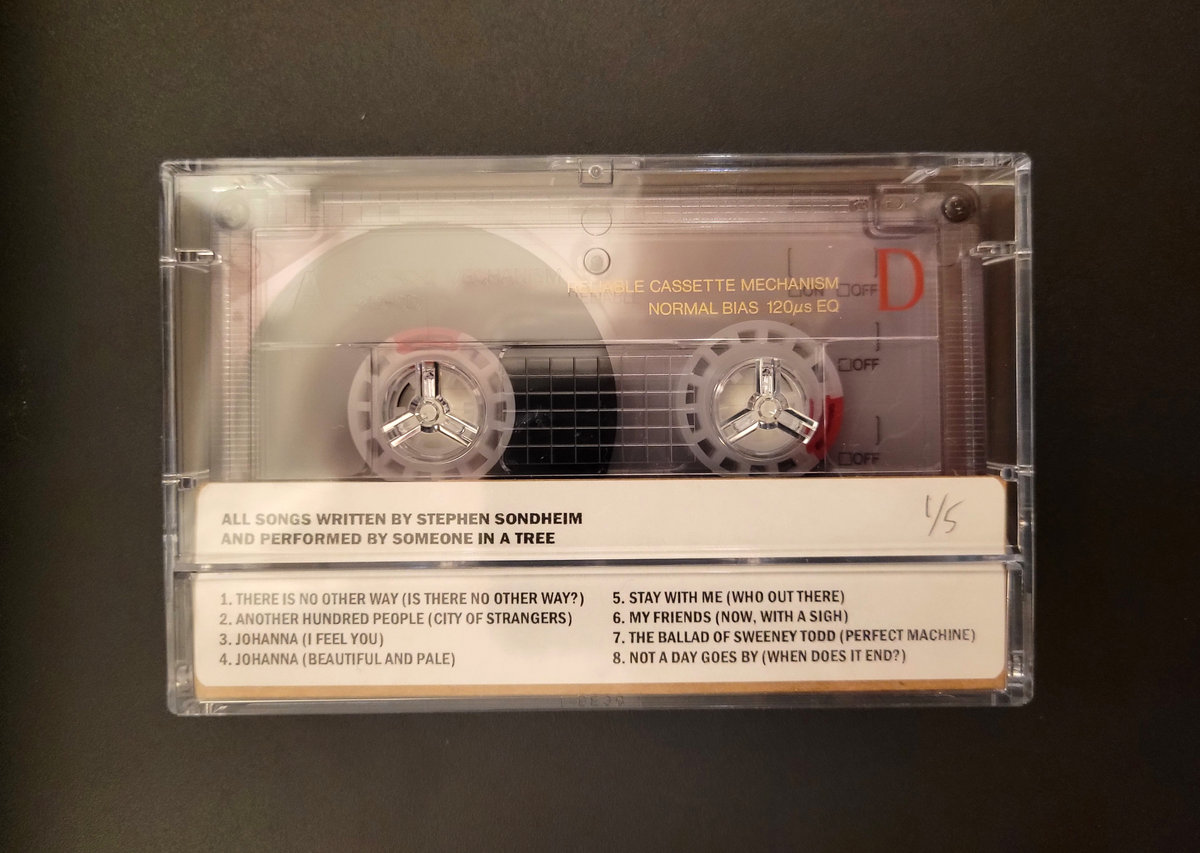 RELIABLE CASSETTE MECHANISM
NORMAL BIAS 120µs EQ
D
□ON □OFF
□OFF
□OFF
ALL SONGS WRITTEN BY STEPHEN SONDHEIM
AND PERFORMED BY SOMEONE IN A TREE
1/5
1. THERE IS NO OTHER WAY (IS THERE NO OTHER WAY?)
2. ANOTHER HUNDRED PEOPLE (CITY OF STRANGERS)
3. JOHANNA (I FEEL YOU)
4. JOHANNA (BEAUTIFUL AND PALE)
5. STAY WITH ME (WHO OUT THERE)
6. MY FRIENDS (NOW, WITH A SIGH)
7. THE BALLAD OF SWEENEY TODD (PERFECT MACHINE)
8. NOT A DAY GOES BY (WHEN DOES IT END?)